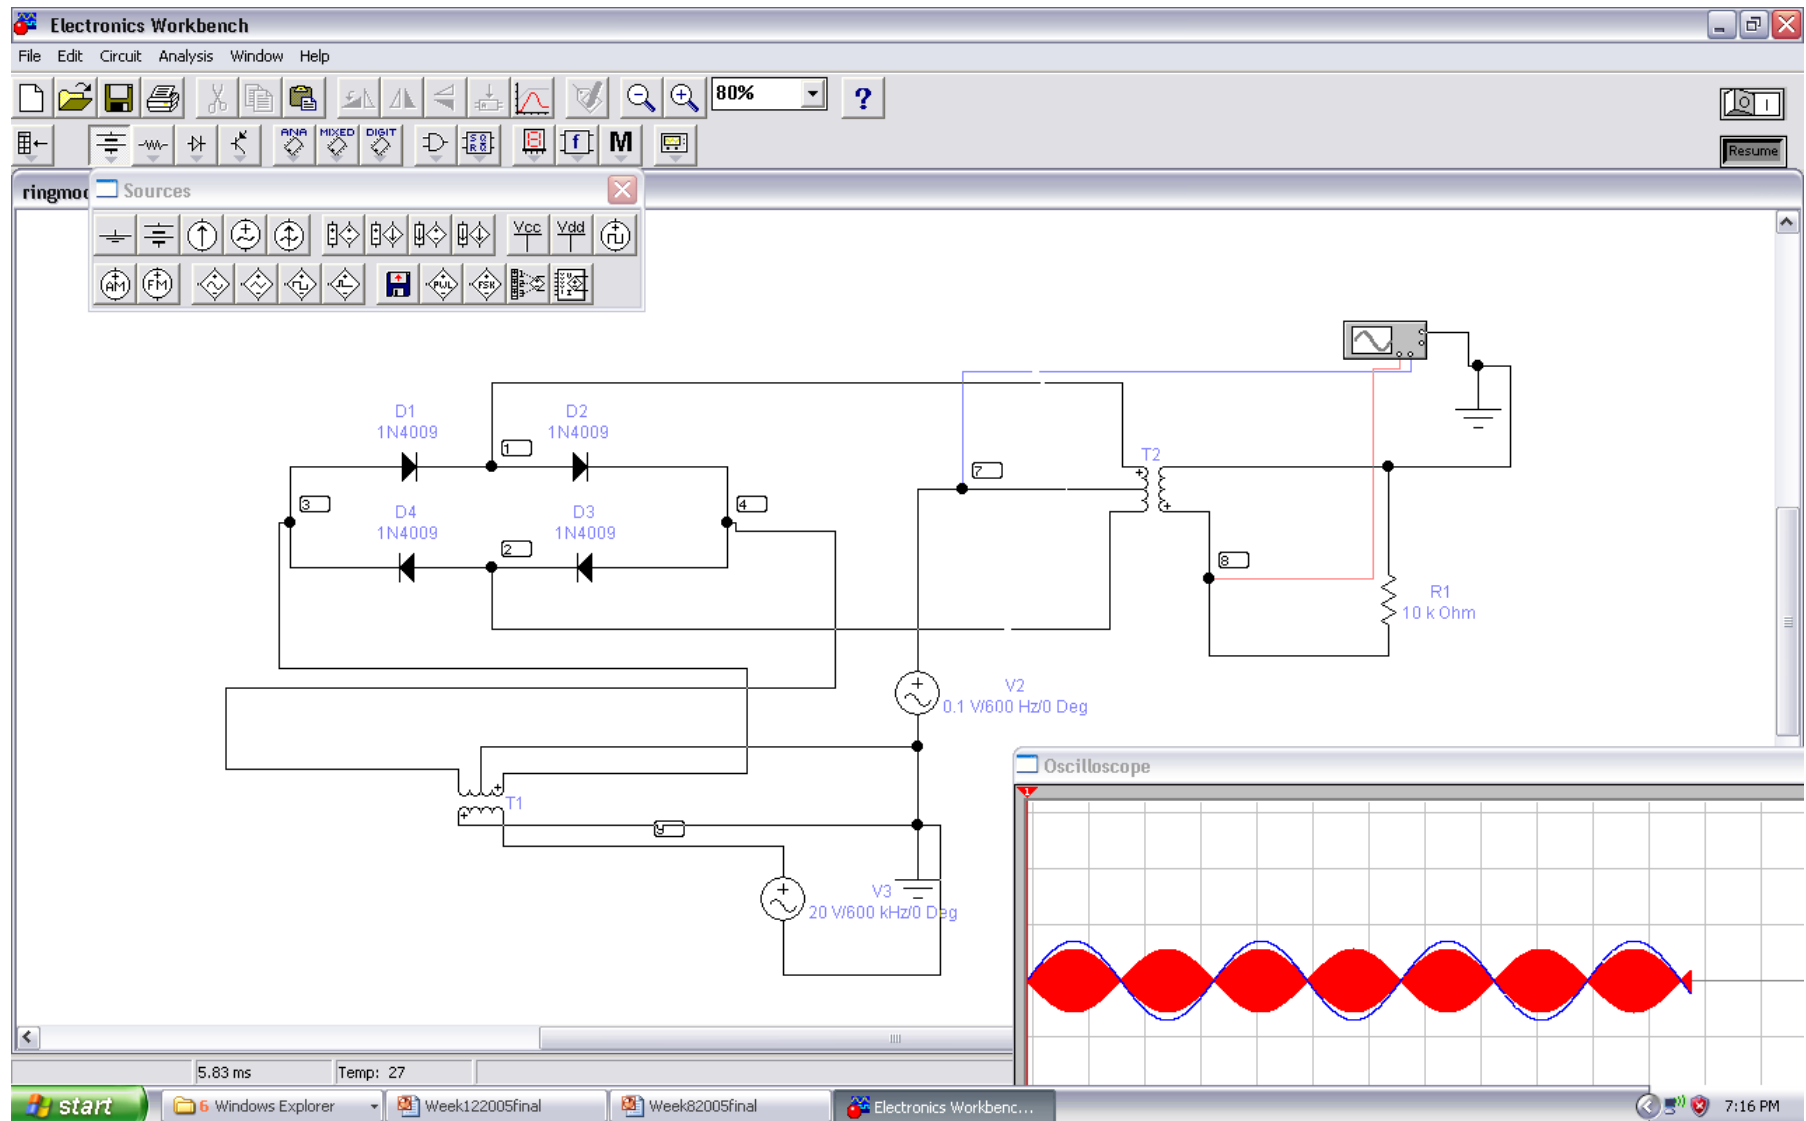 Electronics Workbench
File Edit Circuit Analysis Window Help
80%
?
ANA MIXED DIGIT
M
Resume
ringmod
Sources
Vcc Vdd
AM FM PWL FSK
D1
1N4009
D2
1N4009
1
3
4
D4
1N4009
D3
1N4009
2
7
T2
8
R1
10 k Ohm
V2
0.1 V/600 Hz/0 Deg
T1
9
V3
20 V/600 kHz/0 Deg
Oscilloscope
1
5.83 ms
Temp: 27
start
6 Windows Explorer
Week122005final
Week82005final
Electronics Workbenc...
7:16 PM